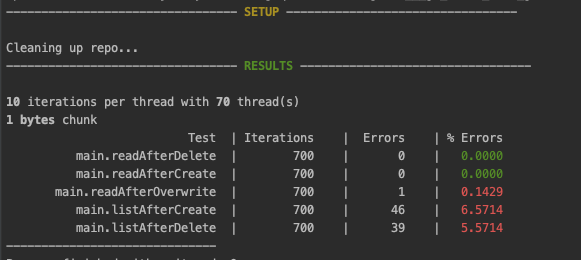 SETUP
Cleaning up repo...
RESULTS
10 iterations per thread with 70 thread(s)
1 bytes chunk
Test | Iterations | Errors | % Errors
main.readAfterDelete | 700 | 0 | 0.0000
main.readAfterCreate | 700 | 0 | 0.0000
main.readAfterOverwrite | 700 | 1 | 0.1429
main.listAfterCreate | 700 | 46 | 6.5714
main.listAfterDelete | 700 | 39 | 5.5714